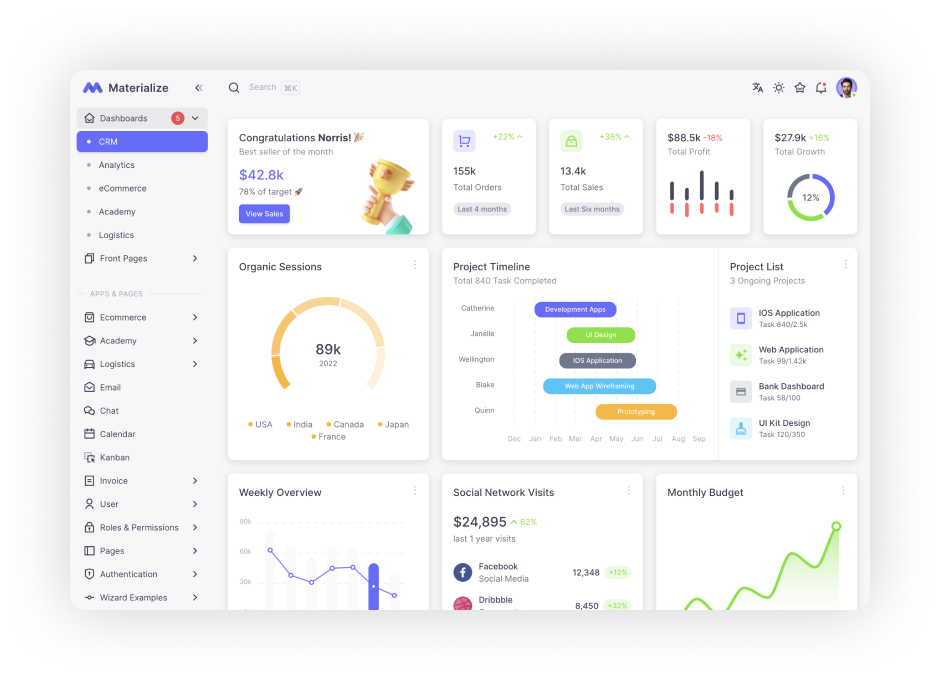 Materialize
Search ⌘K
Dashboards 5
CRM
Analytics
eCommerce
Academy
Logistics
Front Pages
APPS & PAGES
Ecommerce
Academy
Logistics
Email
Chat
Calendar
Kanban
Invoice
User
Roles & Permissions
Pages
Authentication
Wizard Examples
Congratulations Norris! 🎉
Best seller of the month
$42.8k
78% of target 🚀
View Sales
+22%
155k
Total Orders
Last 4 months
+38%
13.4k
Total Sales
Last Six months
$88.5k -18%
Total Profit
$27.9k +16%
Total Growth
12%
Organic Sessions
89k
2022
USA India Canada Japan
France
Project Timeline
Total 840 Task Completed
Catherine Development Apps
Janelle UI Design
Wellington IOS Application
Blake Web App Wireframing
Quinn Prototyping
Dec Jan Feb Mar Apr May Jun Jul Aug Sep
Project List
3 Ongoing Projects
IOS Application
Task 840/2.5k
Web Application
Task 99/1.42k
Bank Dashboard
Task 58/100
UI Kit Design
Task 120/350
Weekly Overview
90k
60k
30k
Social Network Visits
$24,895 62%
last 1 year visits
Facebook
Social Media
12,348 +12%
Dribbble
8,450 +32%
Monthly Budget